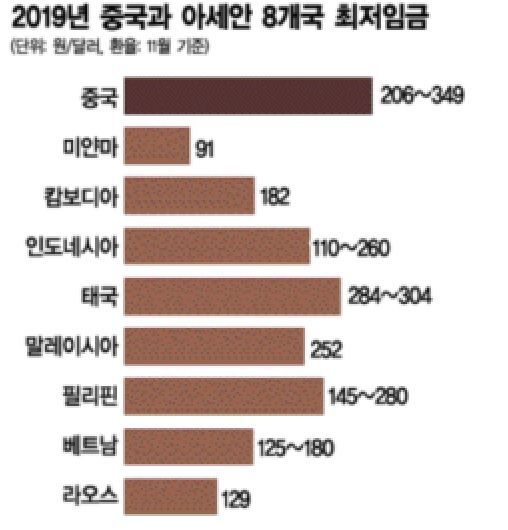 2019년 중국과 아세안 8개국 최저임금
(단위: 원/달러, 환율: 11월 기준)
중국 206~349
미얀마 91
캄보디아 182
인도네시아 110~260
태국 284~304
말레이시아 252
필리핀 145~280
베트남 125~180
라오스 129